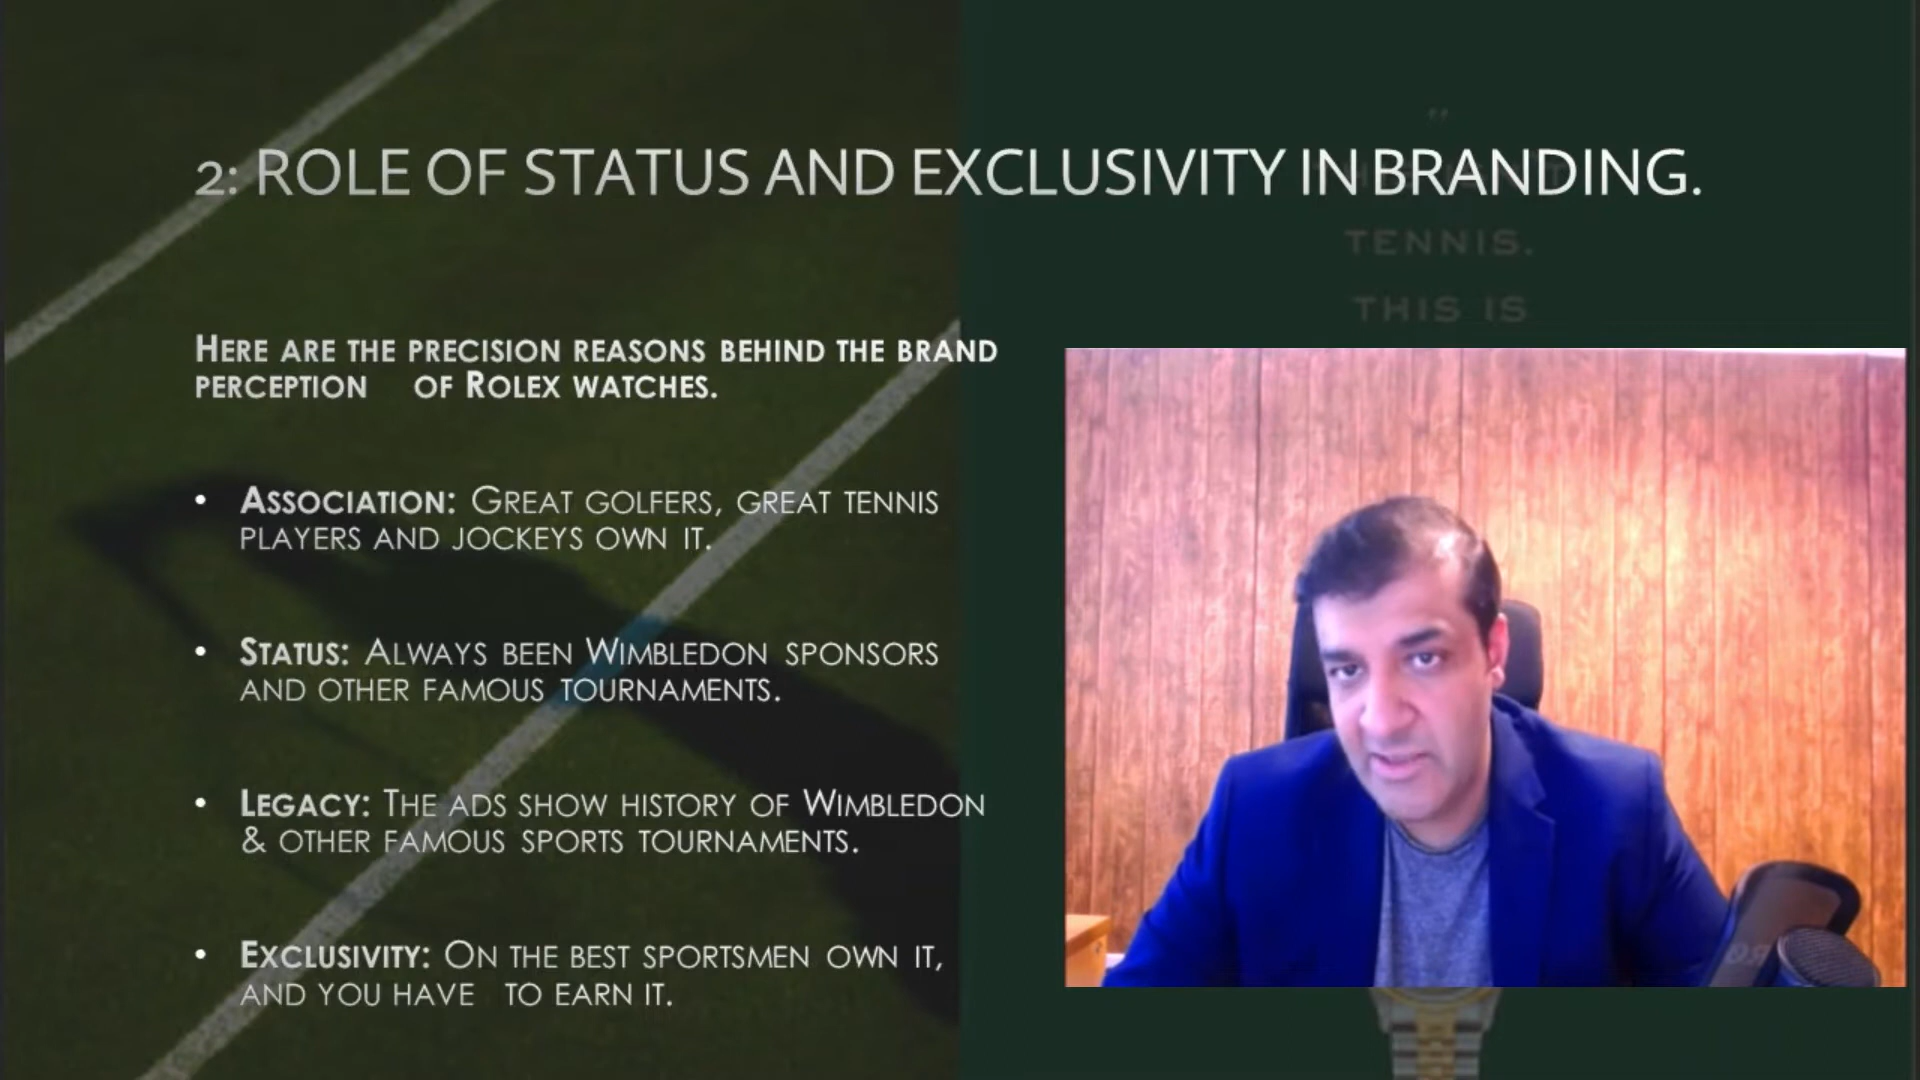 2: ROLE OF STATUS AND EXCLUSIVITY IN BRANDING.
TENNIS.
THIS IS
HERE ARE THE PRECISION REASONS BEHIND THE BRAND
PERCEPTION OF ROLEX WATCHES.
• ASSOCIATION: GREAT GOLFERS, GREAT TENNIS
PLAYERS AND JOCKEYS OWN IT.
• STATUS: ALWAYS BEEN WIMBLEDON SPONSORS
AND OTHER FAMOUS TOURNAMENTS.
• LEGACY: THE ADS SHOW HISTORY OF WIMBLEDON
& OTHER FAMOUS SPORTS TOURNAMENTS.
• EXCLUSIVITY: ON THE BEST SPORTSMEN OWN IT,
AND YOU HAVE TO EARN IT.